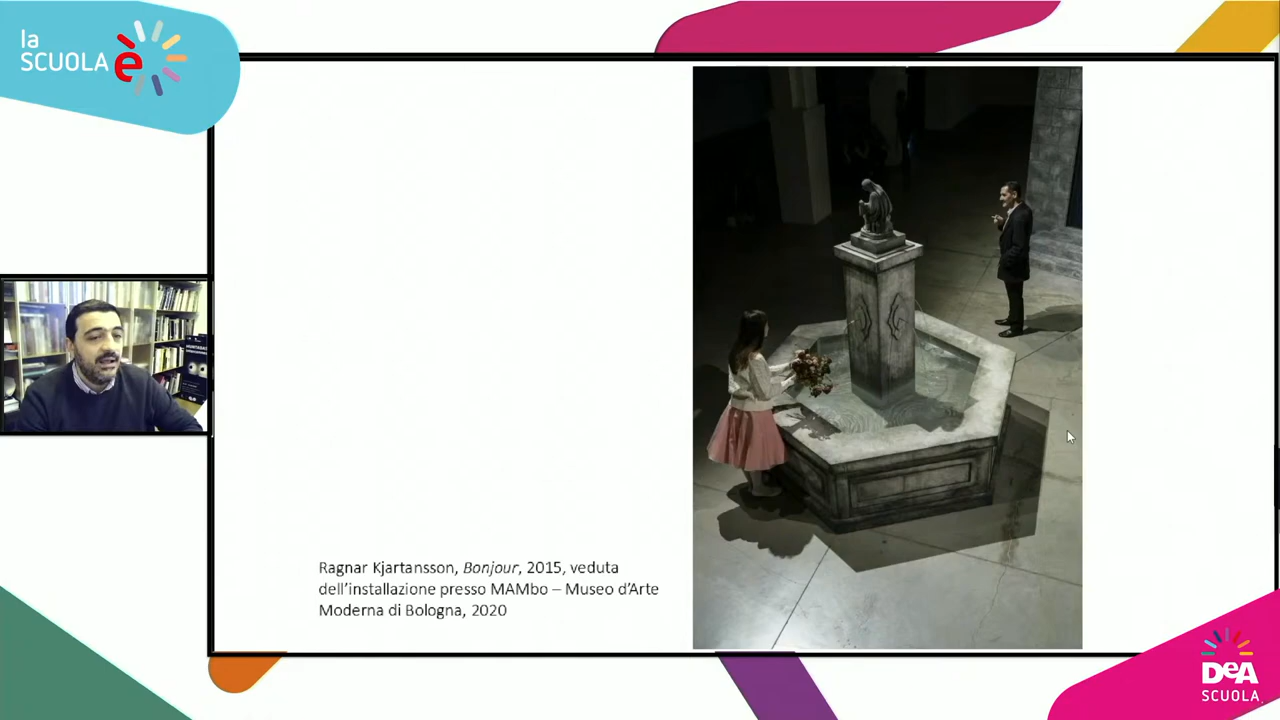 la
SCUOLA è
Ragnar Kjartansson, Bonjour, 2015, veduta
dell'installazione presso MAMbo – Museo d'Arte
Moderna di Bologna, 2020
DeA
SCUOLA